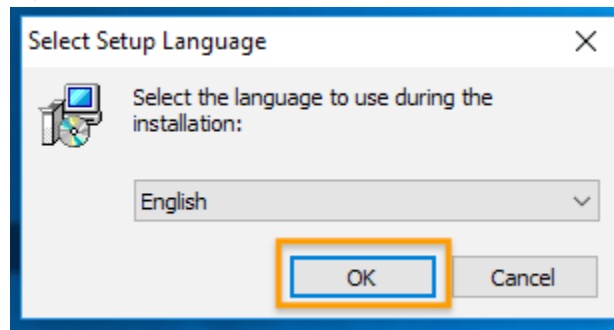 Select Setup Language
Select the language to use during the
installation:
English
OK
Cancel